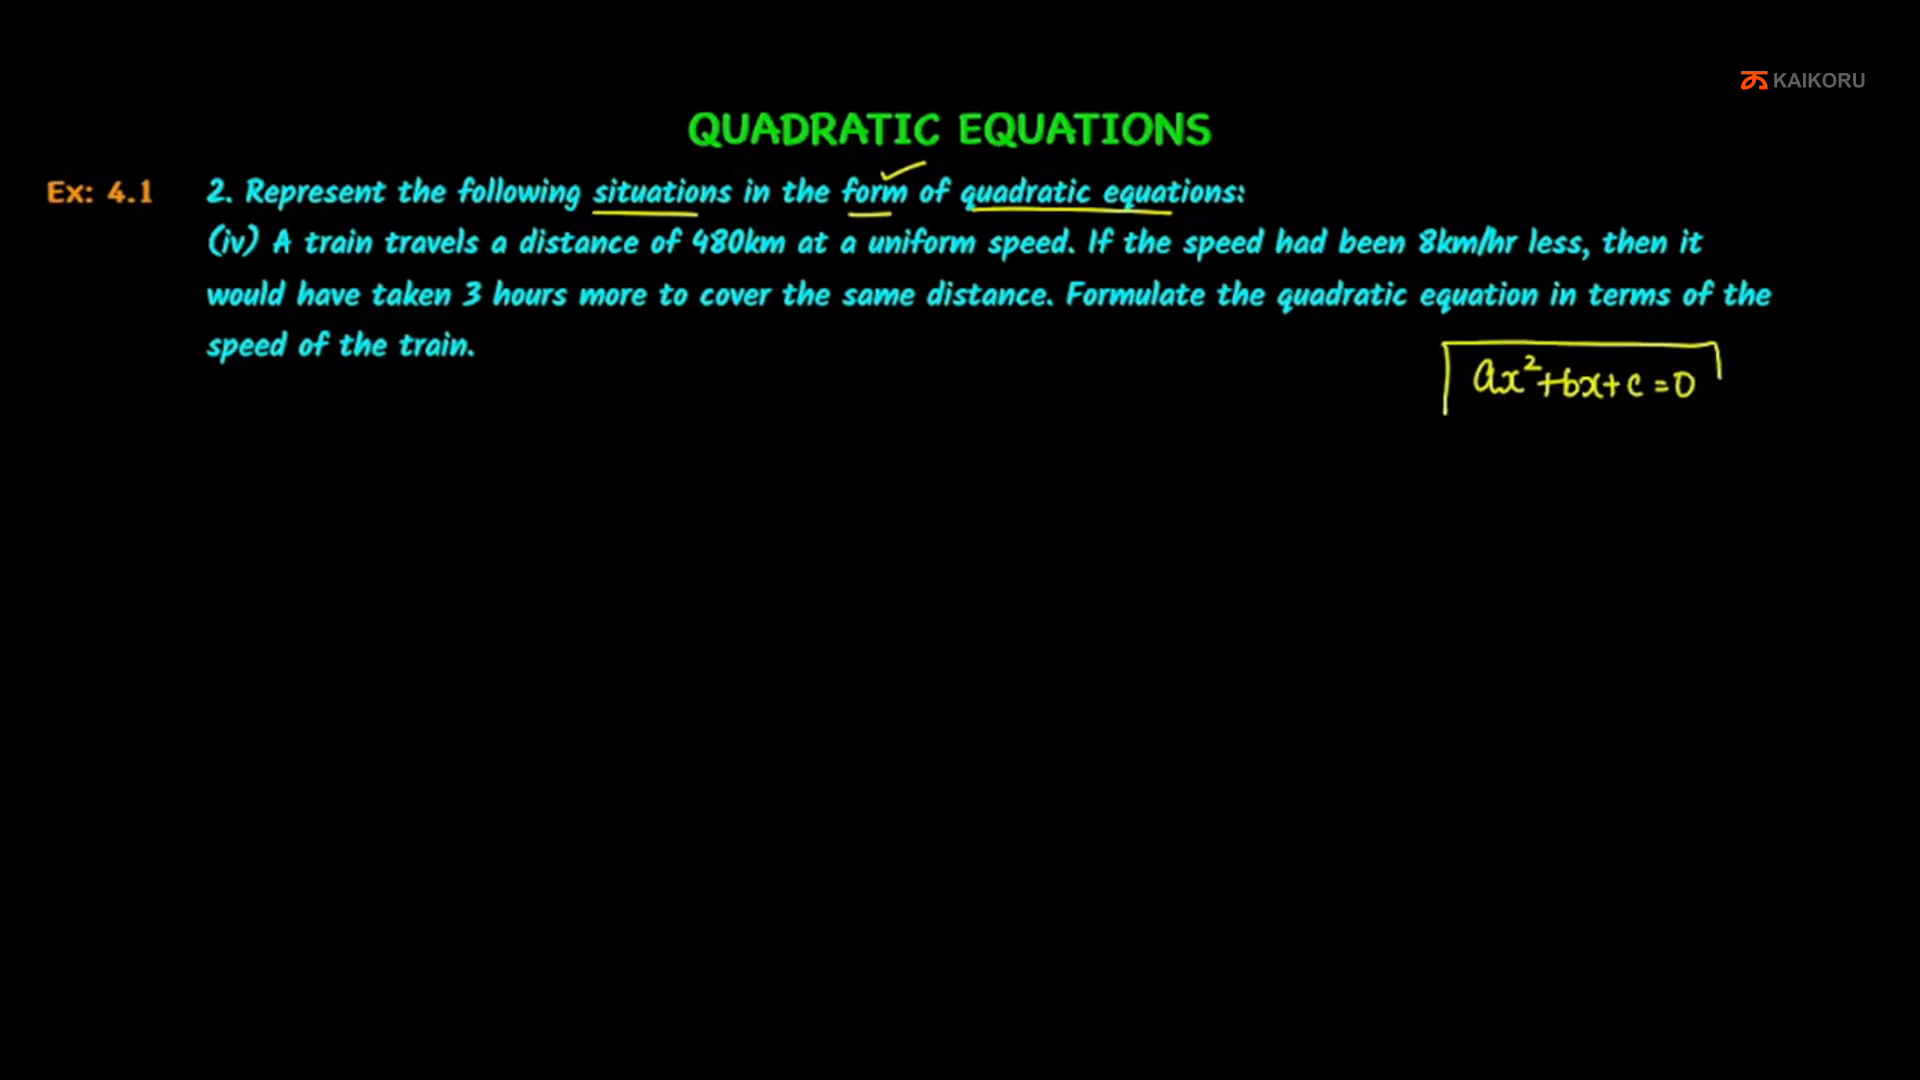 KAIKORU
QUADRATIC EQUATIONS
Ex: 4.1 2. Represent the following situations in the form of quadratic equations:
(iv) A train travels a distance of 480km at a uniform speed. If the speed had been 8km/hr less, then it
would have taken 3 hours more to cover the same distance. Formulate the quadratic equation in terms of the
speed of the train.
ax²+bx+c=0